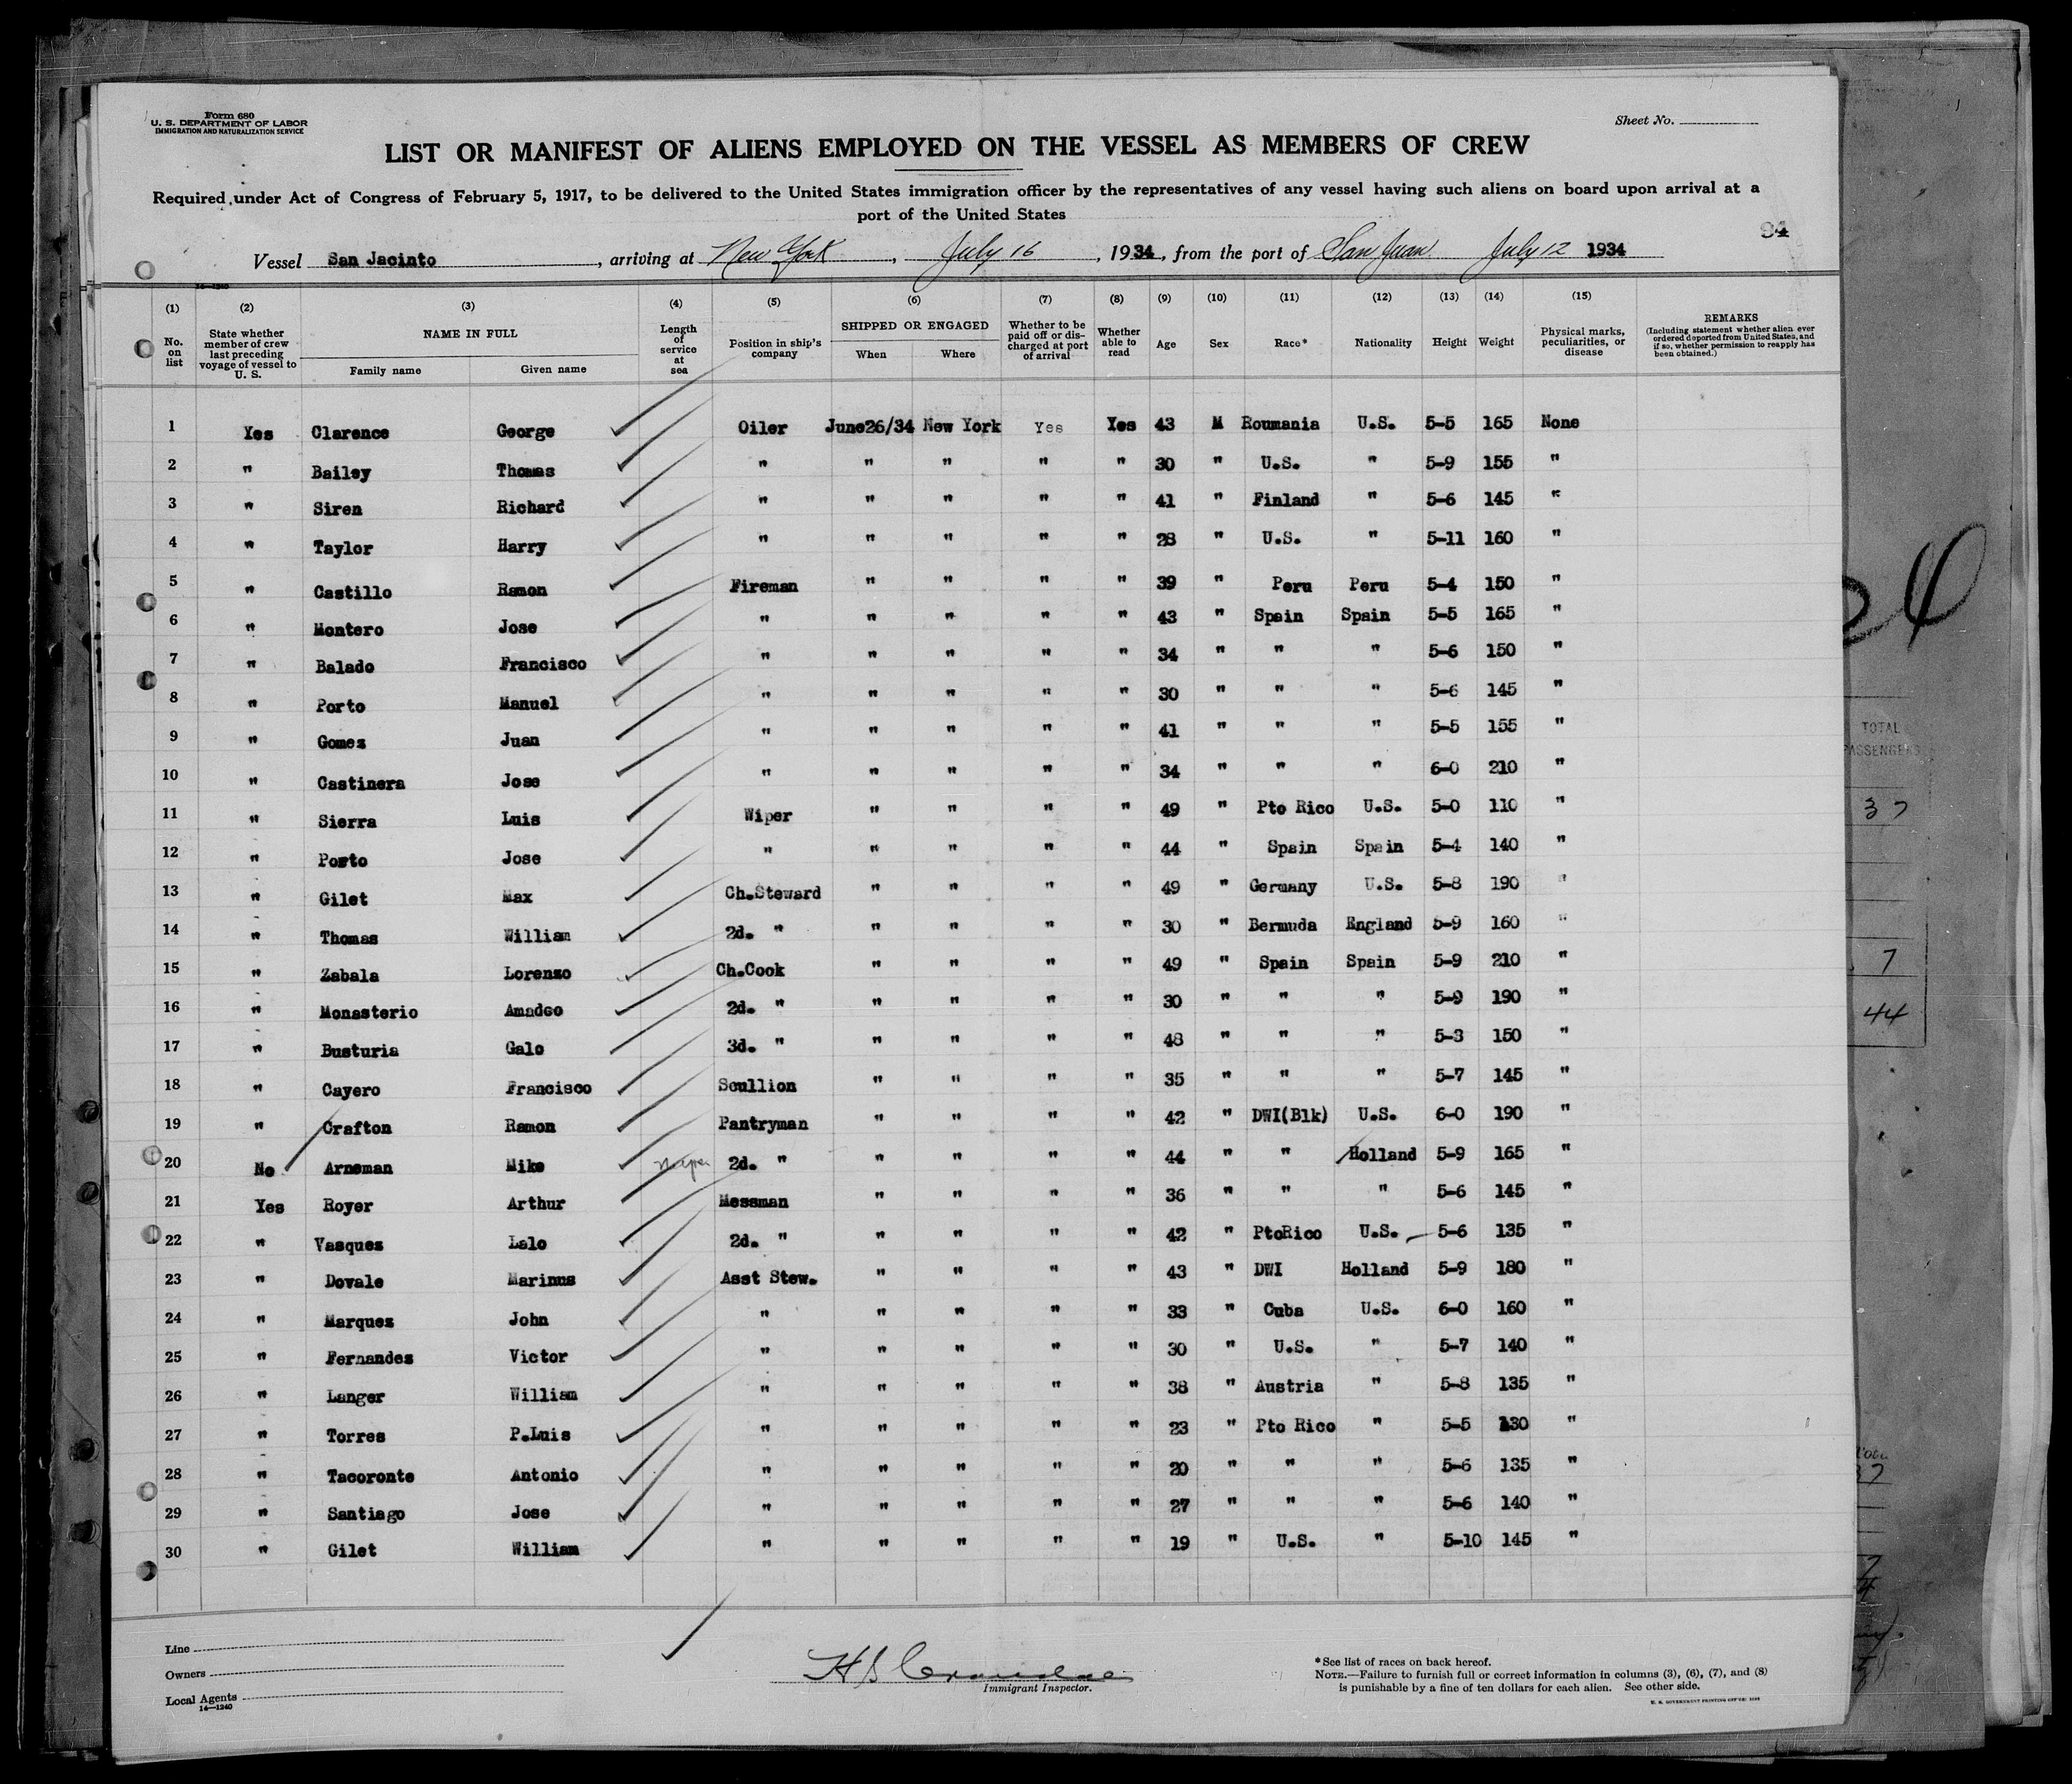 Form 680
U. S. DEPARTMENT OF LABOR
IMMIGRATION AND NATURALIZATION SERVICE
Sheet No.
LIST OR MANIFEST OF ALIENS EMPLOYED ON THE VESSEL AS MEMBERS OF CREW
Required under Act of Congress of February 5, 1917, to be delivered to the United States immigration officer by the representatives of any vessel having such aliens on board upon arrival at a
port of the United States
94
Vessel San Jacinto, arriving at New York, July 16, 1934, from the port of San Juan July 12 1934
14—1240
(1) (2) (3) (4) (5) (6) (7) (8) (9) (10) (11) (12) (13) (14) (15)
No. on list | State whether member of crew last preceding voyage of vessel to U. S. | NAME IN FULL Family name Given name | Length of service at sea | Position in ship's company | SHIPPED OR ENGAGED When Where | Whether to be paid off or discharged at port of arrival | Whether able to read | Age | Sex | Race* | Nationality | Height | Weight | Physical marks, peculiarities, or disease | REMARKS (Including statement whether alien ever ordered deported from United States, and if so, whether permission to reapply has been obtained.)
1 Yes Clarence George Oiler June26/34 New York Yes Yes 43 M Roumania U.S. 5-5 165 None
2 " Bailey Thomas " " " " " 30 " U.S. " 5-9 155 "
3 " Siren Richard " " " " " 41 " Finland " 5-6 145 "
4 " Taylor Harry " " " " " 28 " U.S. " 5-11 160 "
5 " Castillo Ramon Fireman " " " " 39 " Peru Peru 5-4 150 "
6 " Montero Jose " " " " " 43 " Spain Spain 5-5 165 "
7 " Balado Francisco " " " " " 34 " " " 5-6 150 "
8 " Porto Manuel " " " " " 30 " " " 5-6 145 "
9 " Gomez Juan " " " " " 41 " " " 5-5 155 "
10 " Castinera Jose " " " " " 34 " " " 6-0 210 "
11 " Sierra Luis Wiper " " " " 49 " Pto Rico U.S. 5-0 110 "
12 " Porto Jose " " " " " 44 " Spain Spain 5-4 140 "
13 " Gilet Max Ch.Steward " " " " 49 " Germany U.S. 5-8 190 "
14 " Thomas William 2d. " " " " " 30 " Bermuda England 5-9 160 "
15 " Zabala Lorenzo Ch.Cook " " " " 49 " Spain Spain 5-9 210 "
16 " Monasterio Amadeo 2d. " " " " " 30 " " " 5-9 190 "
17 " Busturia Galo 3d. " " " " " 48 " " " 5-3 150 "
18 " Cayero Francisco Scullion " " " " 35 " " " 5-7 145 "
19 " Crafton Ramon Pantryman " " " " 42 " DWI(Blk) U.S. 6-0 190 "
20 No Arneman Mike 2d. " " " " " 44 " " Holland 5-9 165 "
21 Yes Royer Arthur Messman " " " " 36 " " " 5-6 145 "
22 " Vasquez Lalo 2d. " " " " " 42 " PtoRico U.S. 5-6 135 "
23 " Dovale Marinus Asst Stew. " " " " 43 " DWI Holland 5-9 180 "
24 " Marquez John " " " " " 33 " Cuba U.S. 6-0 160 "
25 " Fernandez Victor " " " " " 30 " U.S. " 5-7 140 "
26 " Langer William " " " " " 38 " Austria " 5-8 135 "
27 " Torres P.Luis " " " " " 23 " Pto Rico " 5-5 130 "
28 " Tacoronte Antonio " " " " " 20 " " " 5-6 135 "
29 " Santiago Jose " " " " " 27 " " " 5-6 140 "
30 " Gilet William " " " " " 19 " U.S. " 5-10 145 "
TOTAL
PASSENGERS
37
7
44
Line
Owners
Local Agents
14—1240
Immigrant Inspector.
*See list of races on back hereof.
NOTE.—Failure to furnish full or correct information in columns (3), (6), (7), and (8)
is punishable by a fine of ten dollars for each alien. See other side.